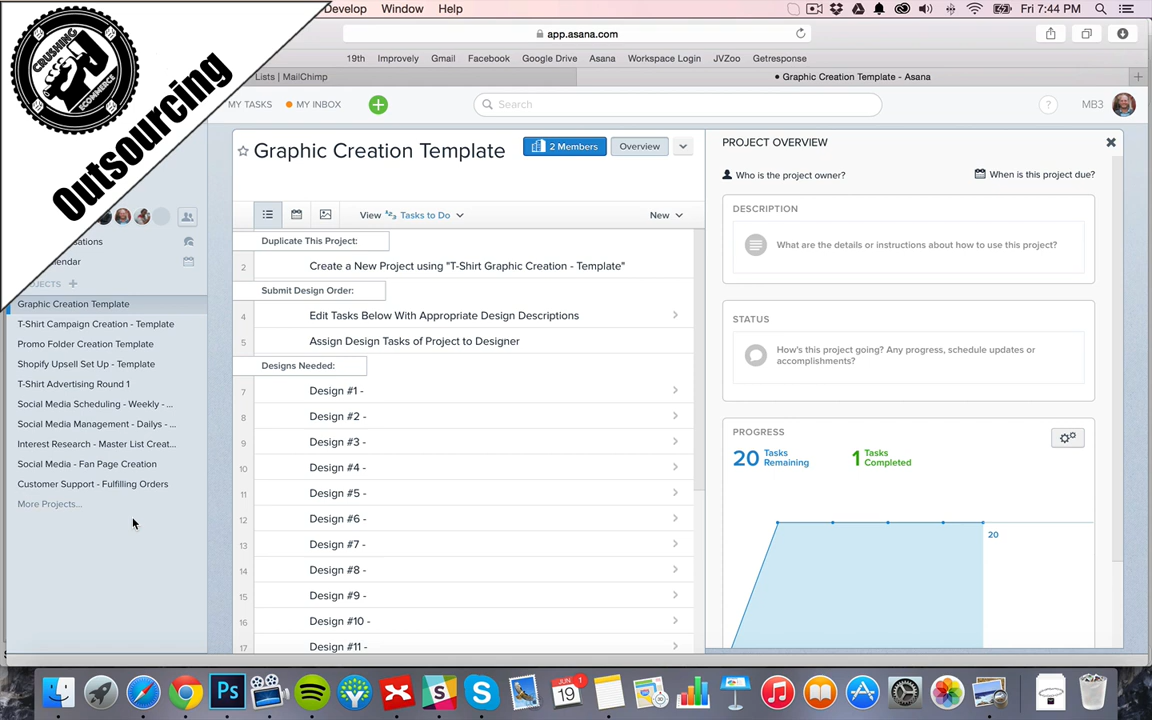 CRUSHING
ECOMMERCE
Outsourcing
Develop
Window
Help
Fri 7:44 PM
app.asana.com
19th
Improvely
Gmail
Facebook
Google Drive
Asana
Workspace Login
JVZoo
Getresponse
Lists | MailChimp
Graphic Creation Template - Asana
MY TASKS
MY INBOX
Search
?
MB3
Graphic Creation Template
2 Members
Overview
View
Tasks to Do
New
Duplicate This Project:
2 Create a New Project using "T-Shirt Graphic Creation - Template"
Submit Design Order:
4 Edit Tasks Below With Appropriate Design Descriptions
5 Assign Design Tasks of Project to Designer
Designs Needed:
7 Design #1 -
8 Design #2 -
9 Design #3 -
10 Design #4 -
11 Design #5 -
12 Design #6 -
13 Design #7 -
14 Design #8 -
15 Design #9 -
16 Design #10 -
17 Design #11 -
PROJECT OVERVIEW
Who is the project owner?
When is this project due?
DESCRIPTION
What are the details or instructions about how to use this project?
STATUS
How's this project going? Any progress, schedule updates or
accomplishments?
PROGRESS
20 Tasks Remaining
1 Tasks Completed
20
Graphic Creation Template
T-Shirt Campaign Creation - Template
Promo Folder Creation Template
Shopify Upsell Set Up - Template
T-Shirt Advertising Round 1
Social Media Scheduling - Weekly - ...
Social Media Management - Dailys - ...
Interest Research - Master List Creat...
Social Media - Fan Page Creation
Customer Support - Fulfilling Orders
More Projects...
Ps
JUN
19
1